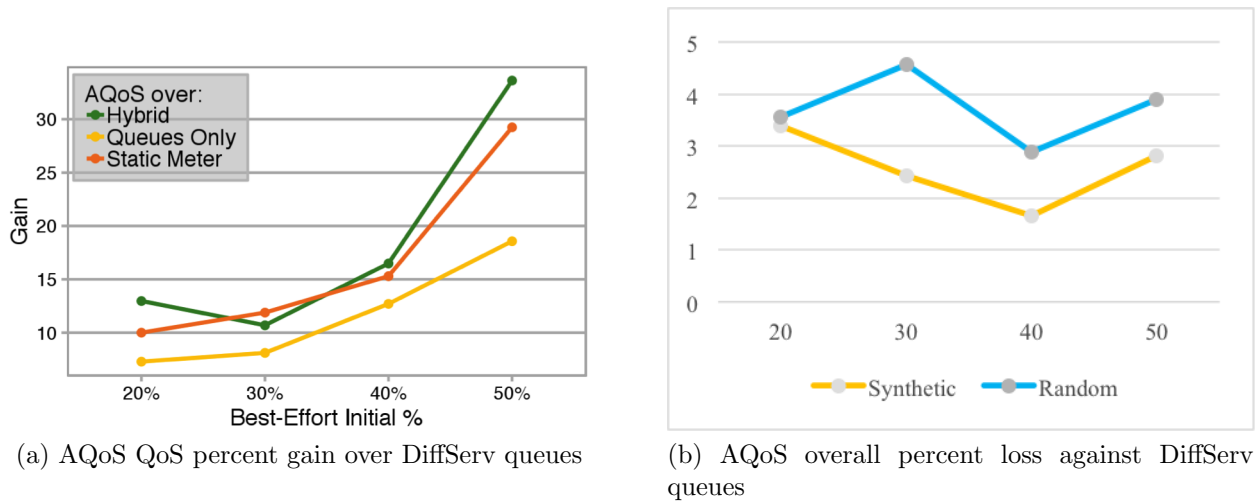 AQoS over:
Hybrid
Queues Only
Static Meter
Gain
30
25
20
15
10
20% 30% 40% 50%
Best-Effort Initial %
(a) AQoS QoS percent gain over DiffServ queues
5
4
3
2
1
0
20 30 40 50
Synthetic Random
(b) AQoS overall percent loss against DiffServ
queues